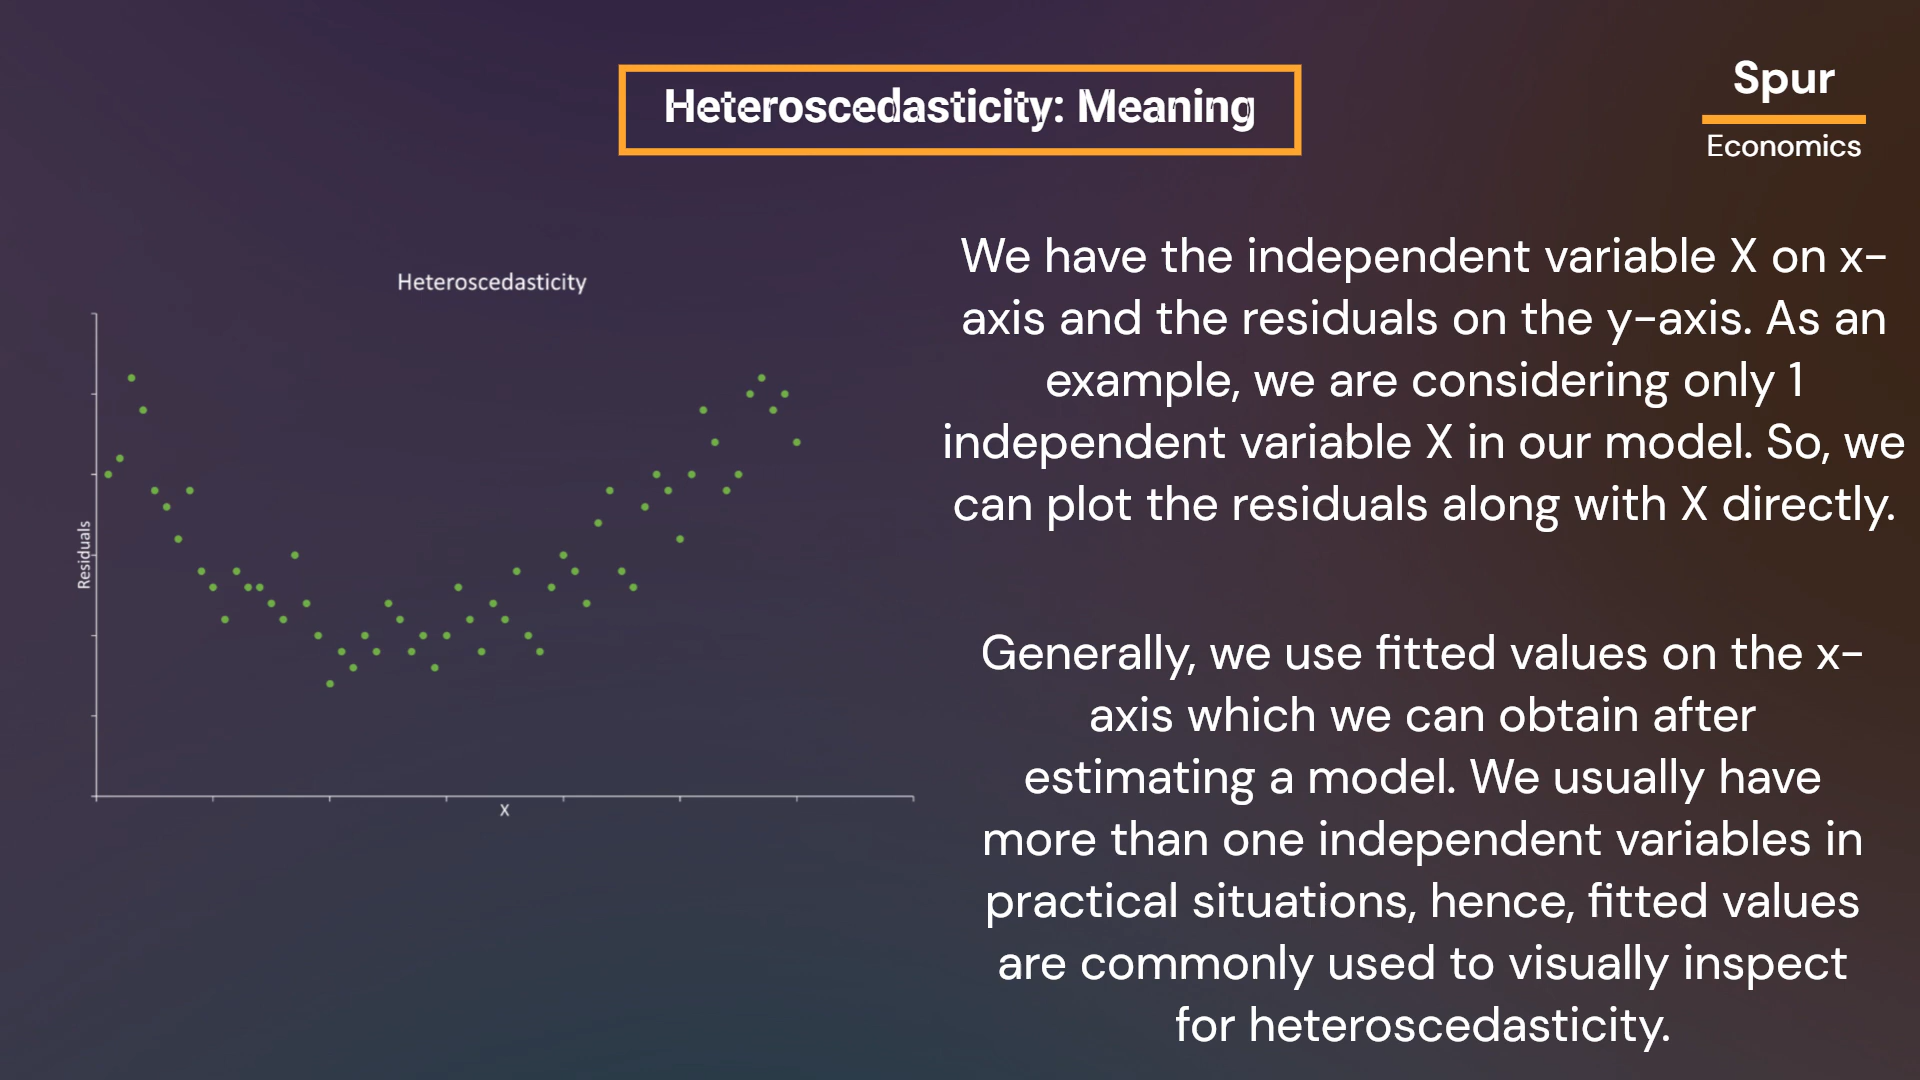 Heteroscedasticity: Meaning
Spur
Economics
Heteroscedasticity
Residuals
X
We have the independent variable X on x-
axis and the residuals on the y-axis. As an
example, we are considering only 1
independent variable X in our model. So, we
can plot the residuals along with X directly.
Generally, we use fitted values on the x-
axis which we can obtain after
estimating a model. We usually have
more than one independent variables in
practical situations, hence, fitted values
are commonly used to visually inspect
for heteroscedasticity.